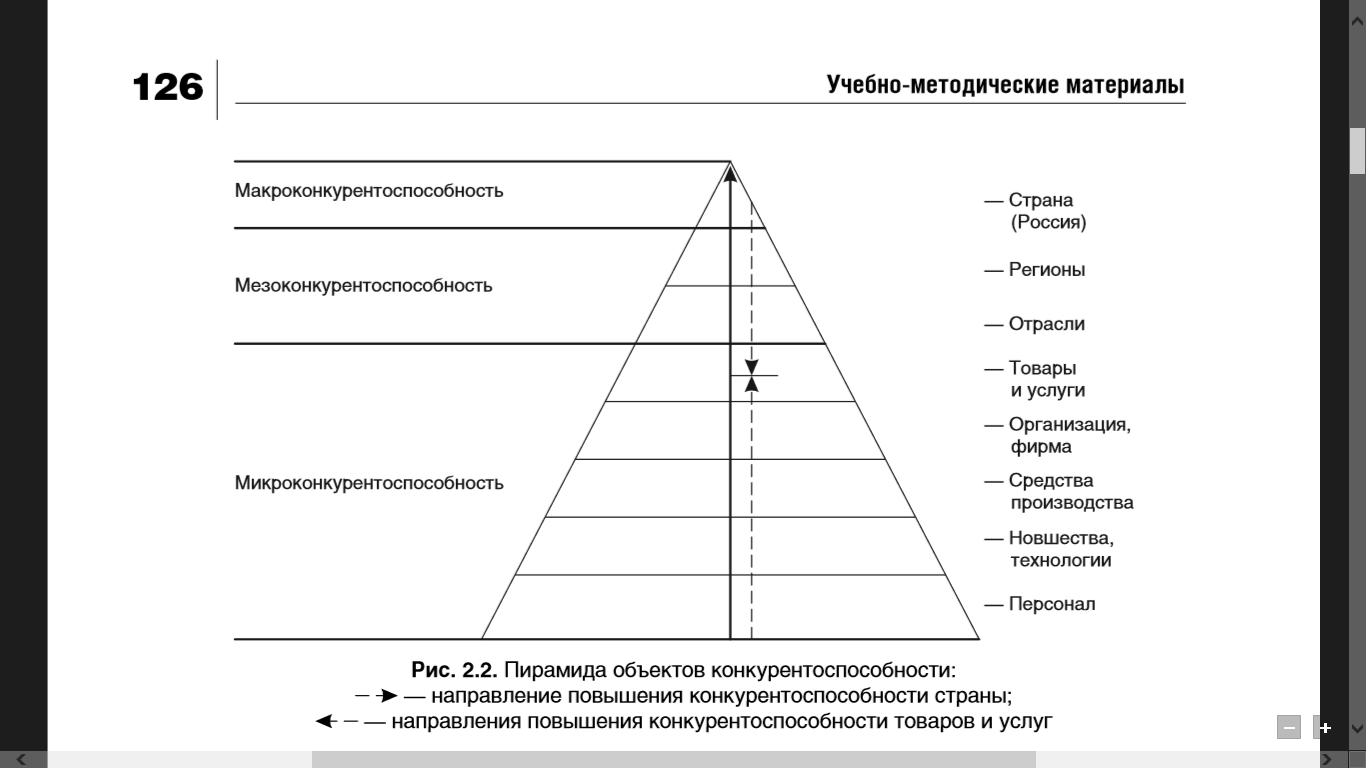 126
Учебно-методические материалы
Макроконкурентоспособность
Мезоконкурентоспособность
Микроконкурентоспособность
— Страна
(Россия)
— Регионы
— Отрасли
— Товары
и услуги
— Организация,
фирма
— Средства
производства
— Новшества,
технологии
— Персонал
Рис. 2.2. Пирамида объектов конкурентоспособности:
— направление повышения конкурентоспособности страны;
— направления повышения конкурентоспособности товаров и услуг